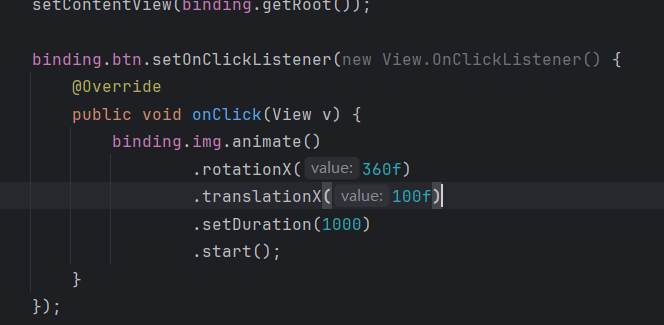 setContentView(binding.getRoot());
binding.btn.setOnClickListener(new View.OnClickListener() {
@Override
public void onClick(View v) {
binding.img.animate()
.rotationX( value: 360f)
.translationX( value: 100f)
.setDuration(1000)
.start();
}
});